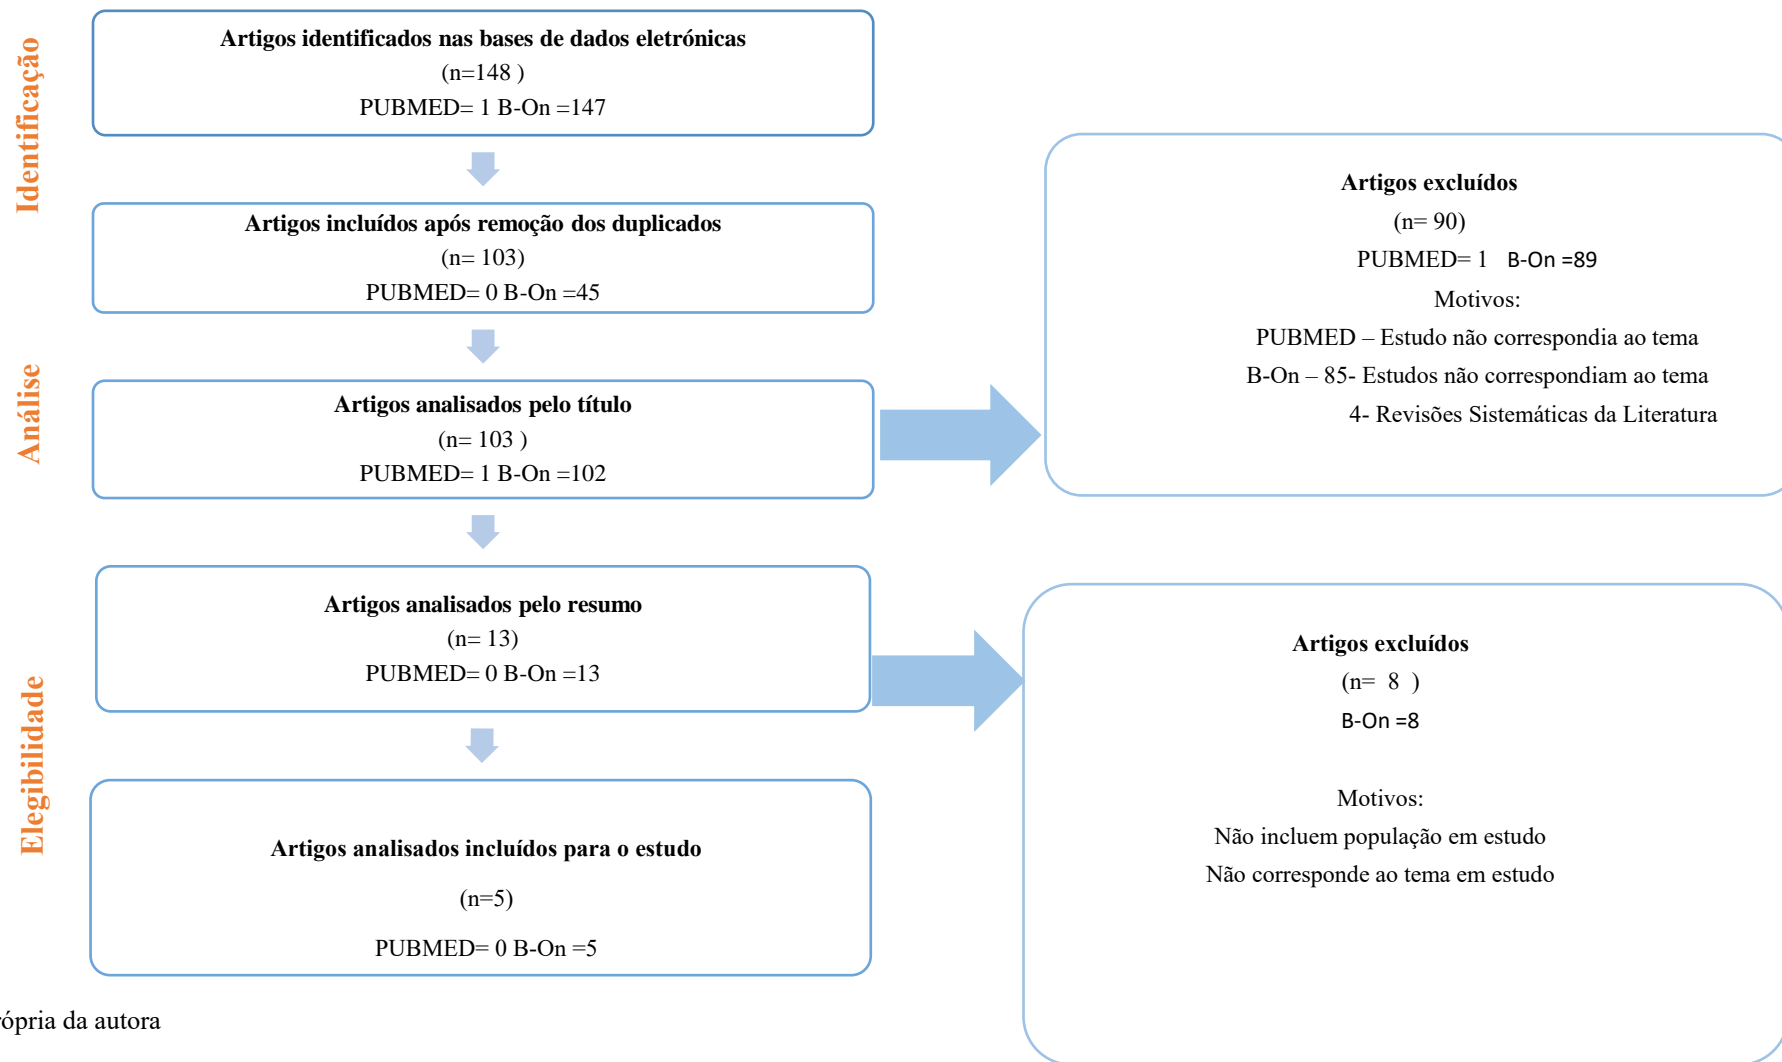 Identificação
Artigos identificados nas bases de dados eletrónicas
(n=148 )
PUBMED= 1 B-On =147
Artigos incluídos após remoção dos duplicados
(n= 103)
PUBMED= 0 B-On =45
Análise
Artigos analisados pelo título
(n= 103 )
PUBMED= 1 B-On =102
Artigos excluídos
(n= 90)
PUBMED= 1 B-On =89
Motivos:
PUBMED – Estudo não correspondia ao tema
B-On – 85- Estudos não correspondiam ao tema
4- Revisões Sistemáticas da Literatura
Elegibilidade
Artigos analisados pelo resumo
(n= 13)
PUBMED= 0 B-On =13
Artigos excluídos
(n= 8 )
B-On =8
Motivos:
Não incluem população em estudo
Não corresponde ao tema em estudo
Artigos analisados incluídos para o estudo
(n=5)
PUBMED= 0 B-On =5
rópria da autora